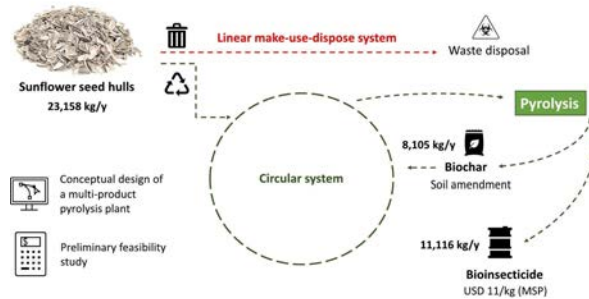 Linear make-use-dispose system
Waste disposal
Sunflower seed hulls
23,158 kg/y
Pyrolysis
8,105 kg/y
Biochar
Soil amendment
Circular system
Conceptual design of
a multi-product
pyrolysis plant
Preliminary feasibility
study
11,116 kg/y
Bioinsecticide
USD 11/kg (MSP)